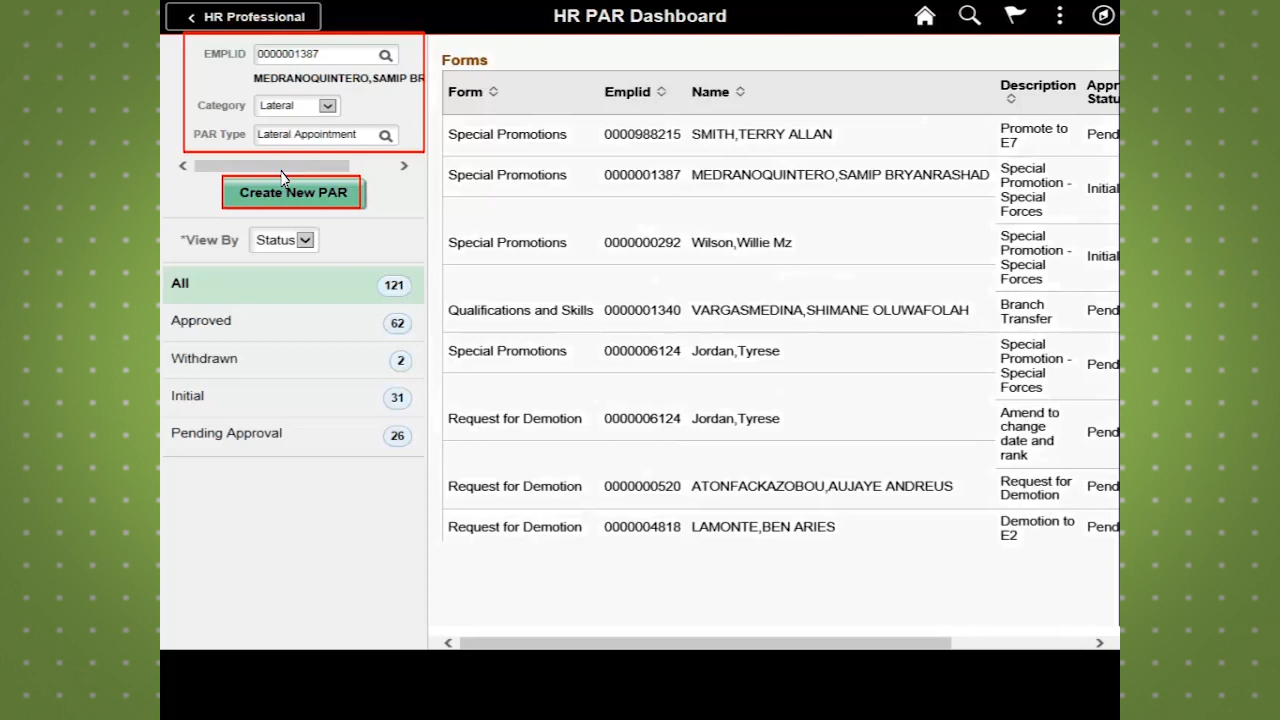 HR Professional
HR PAR Dashboard
EMPLID 0000001387
MEDRANOQUINTERO,SAMIP BR
Category Lateral
PAR Type Lateral Appointment
Create New PAR
*View By Status
All 121
Approved 62
Withdrawn 2
Initial 31
Pending Approval 26
Forms
Form Emplid Name Description Appr
Statu
Special Promotions 0000988215 SMITH,TERRY ALLAN Promote to Pend
E7
Special Promotions 0000001387 MEDRANOQUINTERO,SAMIP BRYANRASHAD Special
Promotion - Initial
Special
Forces
Special Promotions 0000000292 Wilson,Willie Mz Special
Promotion - Initial
Special
Forces
Qualifications and Skills 0000001340 VARGASMEDINA,SHIMANE OLUWAFOLAH Branch Pend
Transfer
Special Promotions 0000006124 Jordan,Tyrese Special
Promotion - Pend
Special
Forces
Request for Demotion 0000006124 Jordan,Tyrese Amend to
change Pend
date and
rank
Request for Demotion 0000000520 ATONFACKAZOBOU,AUJAYE ANDREUS Request for Pend
Demotion
Request for Demotion 0000004818 LAMONTE,BEN ARIES Demotion to Pend
E2